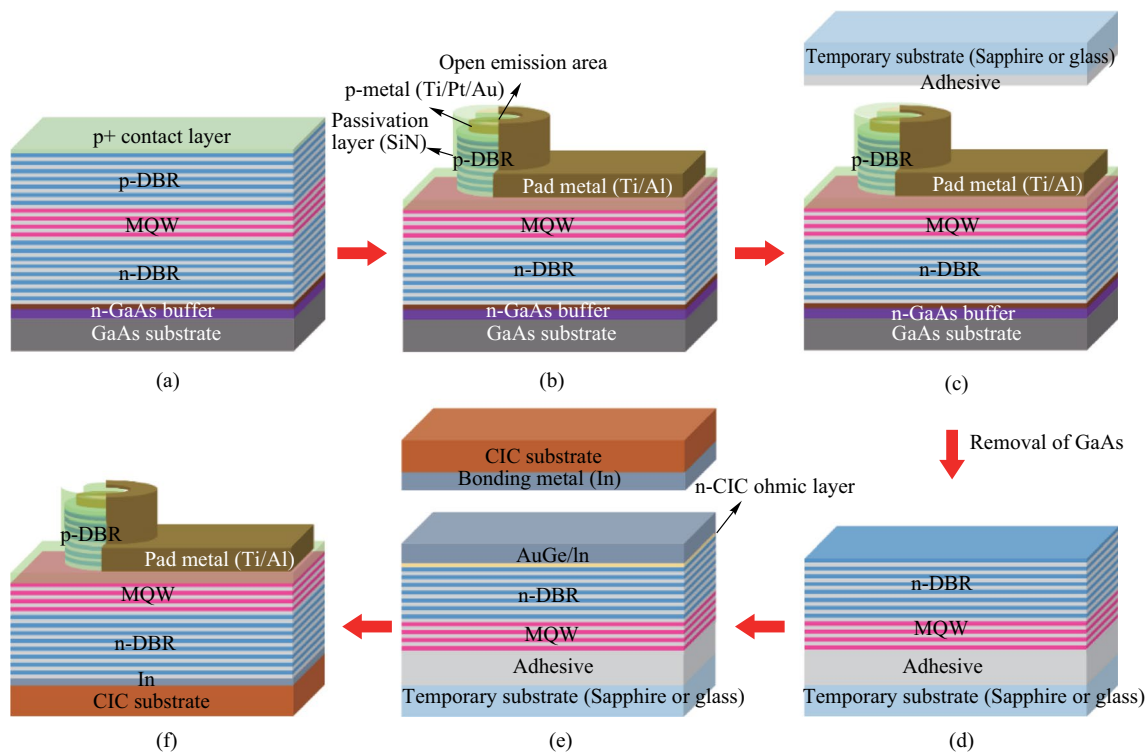 p+ contact layer
p-DBR
MQW
n-DBR
n-GaAs buffer
GaAs substrate
(a)
Open emission area
p-metal (Ti/Pt/Au)
Passivation
layer (SiN)
p-DBR
Pad metal (Ti/Al)
MQW
n-DBR
n-GaAs buffer
GaAs substrate
(b)
Temporary substrate (Sapphire or glass)
Adhesive
p-DBR
Pad metal (Ti/Al)
MQW
n-DBR
n-GaAs buffer
GaAs substrate
(c)
Removal of GaAs
n-DBR
MQW
Adhesive
Temporary substrate (Sapphire or glass)
(d)
CIC substrate
Bonding metal (In)
n-CIC ohmic layer
AuGe/In
n-DBR
MQW
Adhesive
Temporary substrate (Sapphire or glass)
(e)
p-DBR
Pad metal (Ti/Al)
MQW
n-DBR
In
CIC substrate
(f)